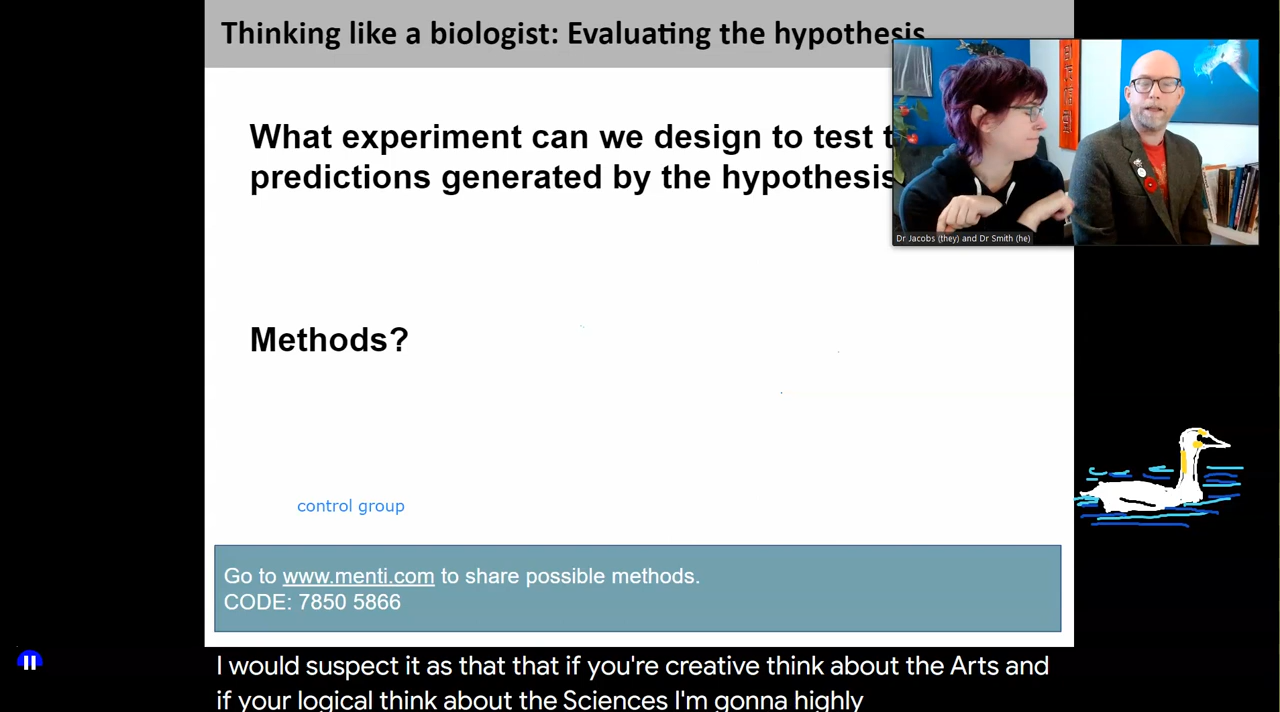 Thinking like a biologist: Evaluating the hypothesis
What experiment can we design to test
predictions generated by the hypothesis
Dr Jacobs (they) and Dr Smith (he)
Methods?
control group
Go to www.menti.com to share possible methods.
CODE: 7850 5866
I would suspect it as that that if you're creative think about the Arts and
if your logical think about the Sciences I'm gonna highly